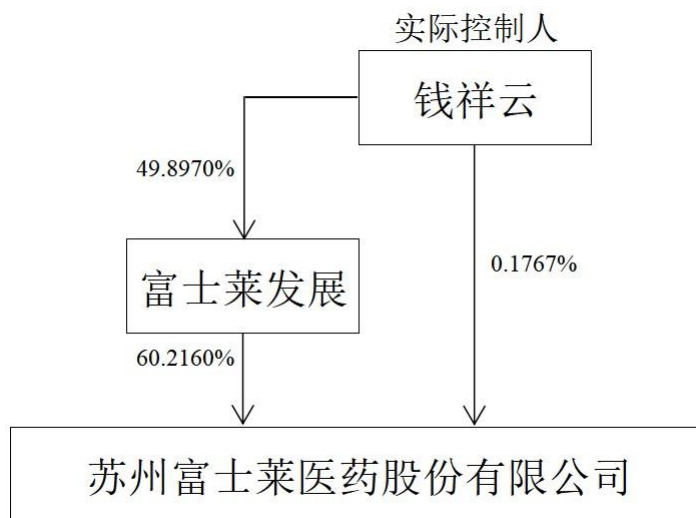 实际控制人
钱祥云
49.8970%
0.1767%
富士莱发展
60.2160%
苏州富士莱医药股份有限公司